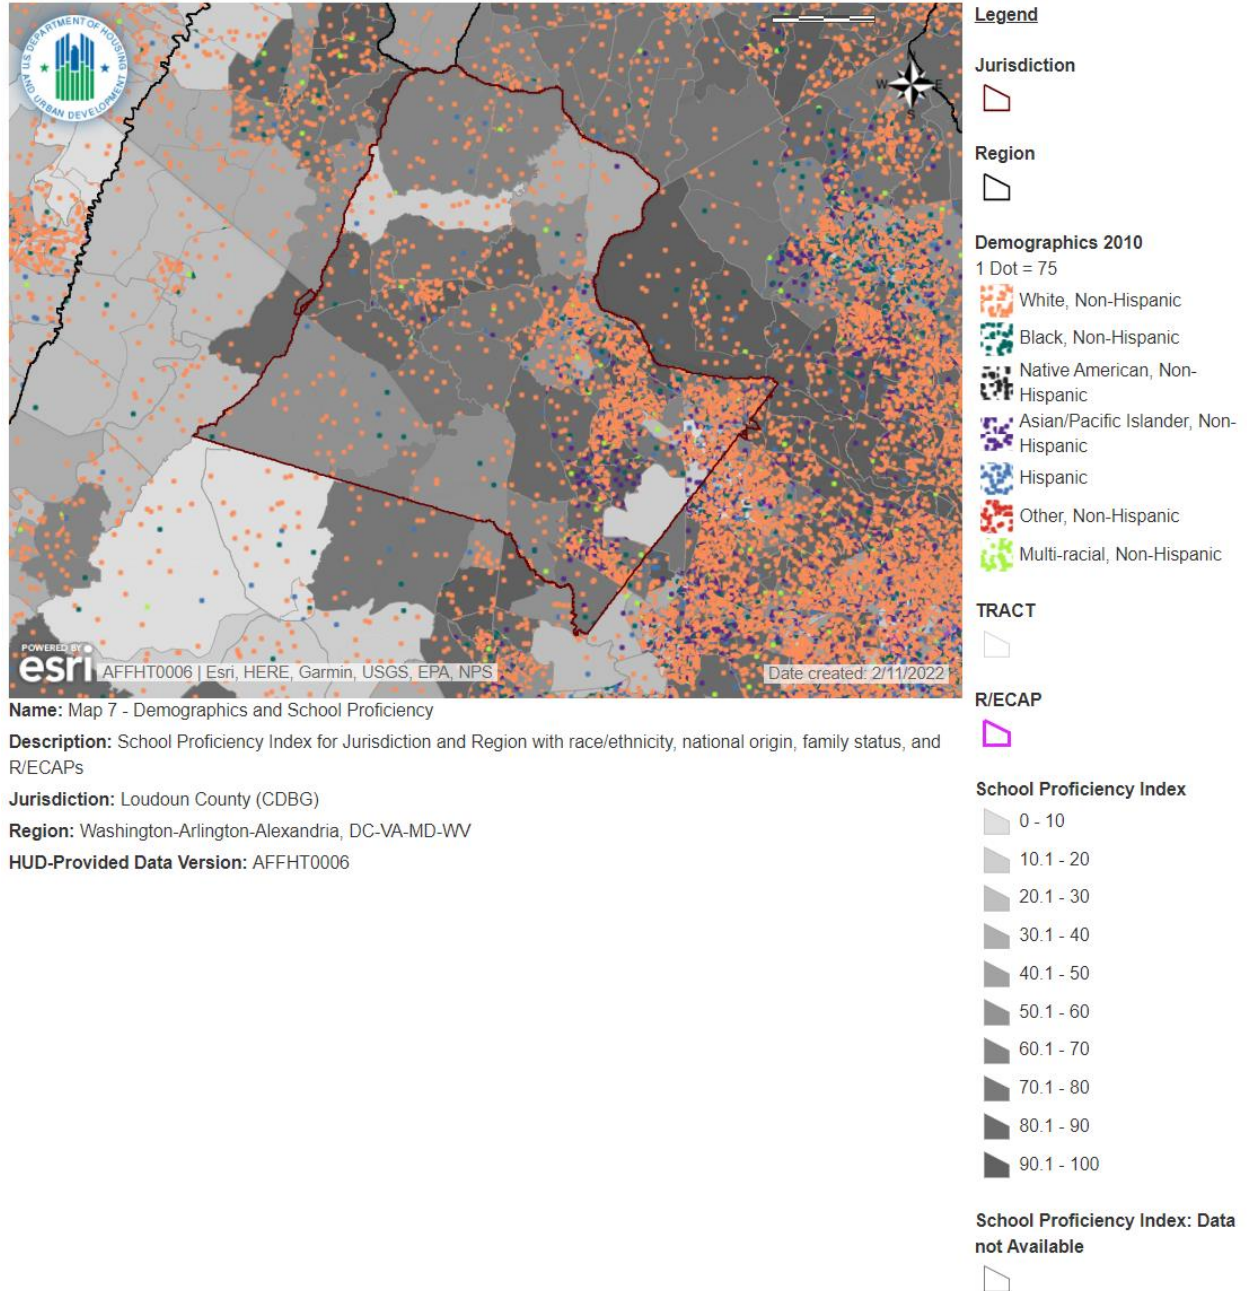 US DEPARTMENT OF HOUSING
AND URBAN DEVELOPMENT
N
W
E
S
POWERED BY
esri
AFFHT0006 | Esri, HERE, Garmin, USGS, EPA, NPS
Date created: 2/11/2022
Name: Map 7 - Demographics and School Proficiency
Description: School Proficiency Index for Jurisdiction and Region with race/ethnicity, national origin, family status, and
R/ECAPs
Jurisdiction: Loudoun County (CDBG)
Region: Washington-Arlington-Alexandria, DC-VA-MD-WV
HUD-Provided Data Version: AFFHT0006
Legend
Jurisdiction
Region
Demographics 2010
1 Dot = 75
White, Non-Hispanic
Black, Non-Hispanic
Native American, Non-
Hispanic
Asian/Pacific Islander, Non-
Hispanic
Hispanic
Other, Non-Hispanic
Multi-racial, Non-Hispanic
TRACT
R/ECAP
School Proficiency Index
0 - 10
10.1 - 20
20.1 - 30
30.1 - 40
40.1 - 50
50.1 - 60
60.1 - 70
70.1 - 80
80.1 - 90
90.1 - 100
School Proficiency Index: Data
not Available